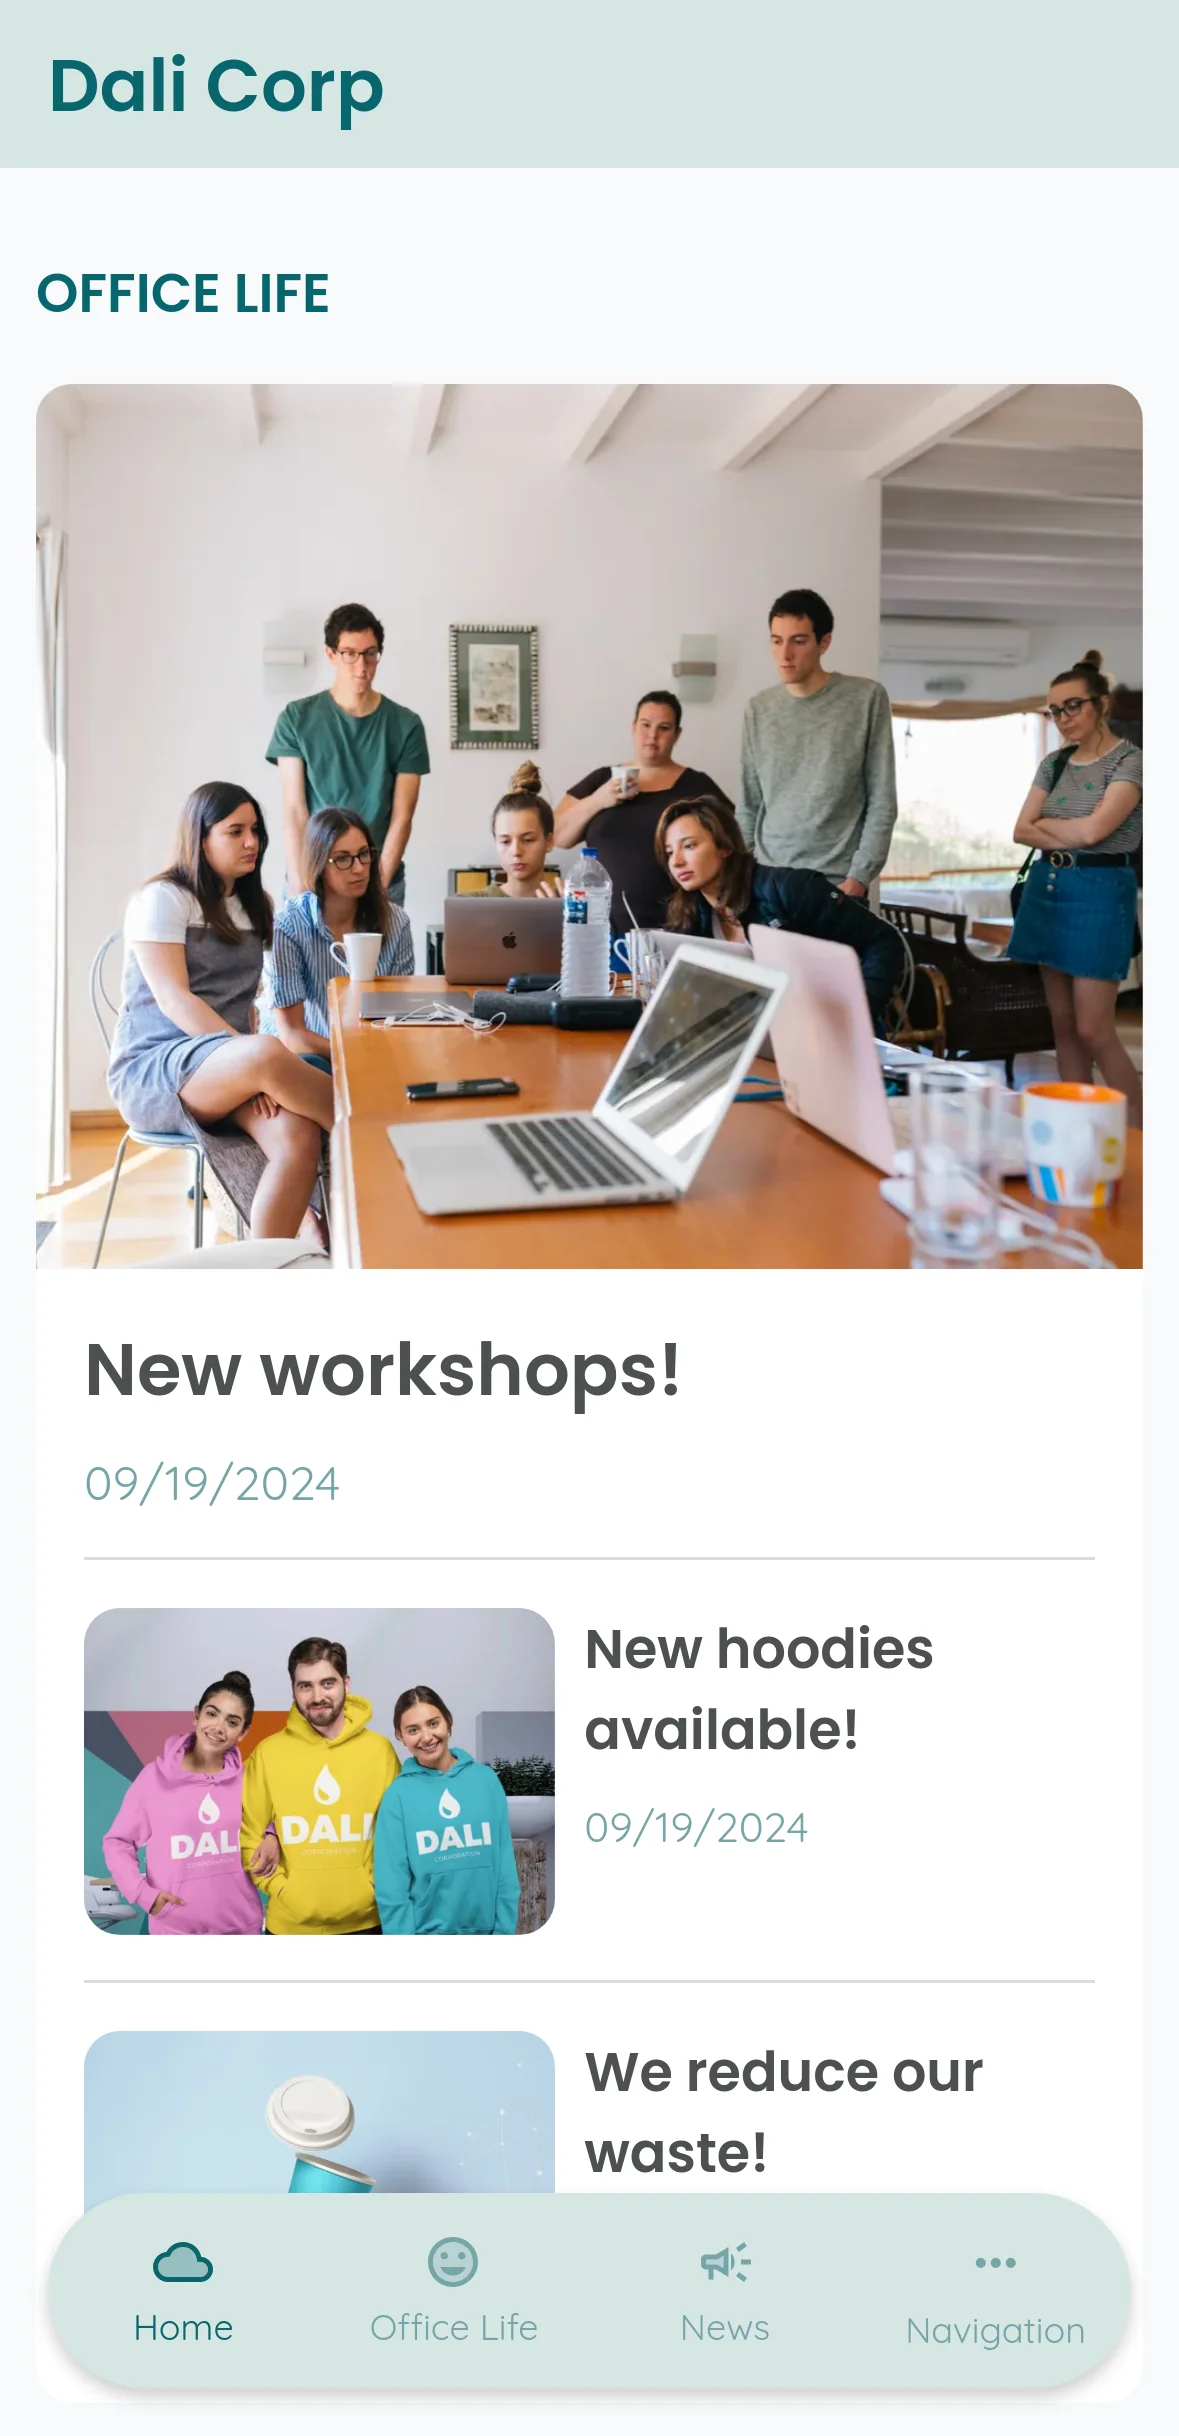 Dali Corp
OFFICE LIFE
New workshops!
09/19/2024
New hoodies
available!
09/19/2024
DALI
CORPORATION
DALI
CORPORATION
DALI
CORPORATION
We reduce our
waste!
Home
Office Life
News
Navigation